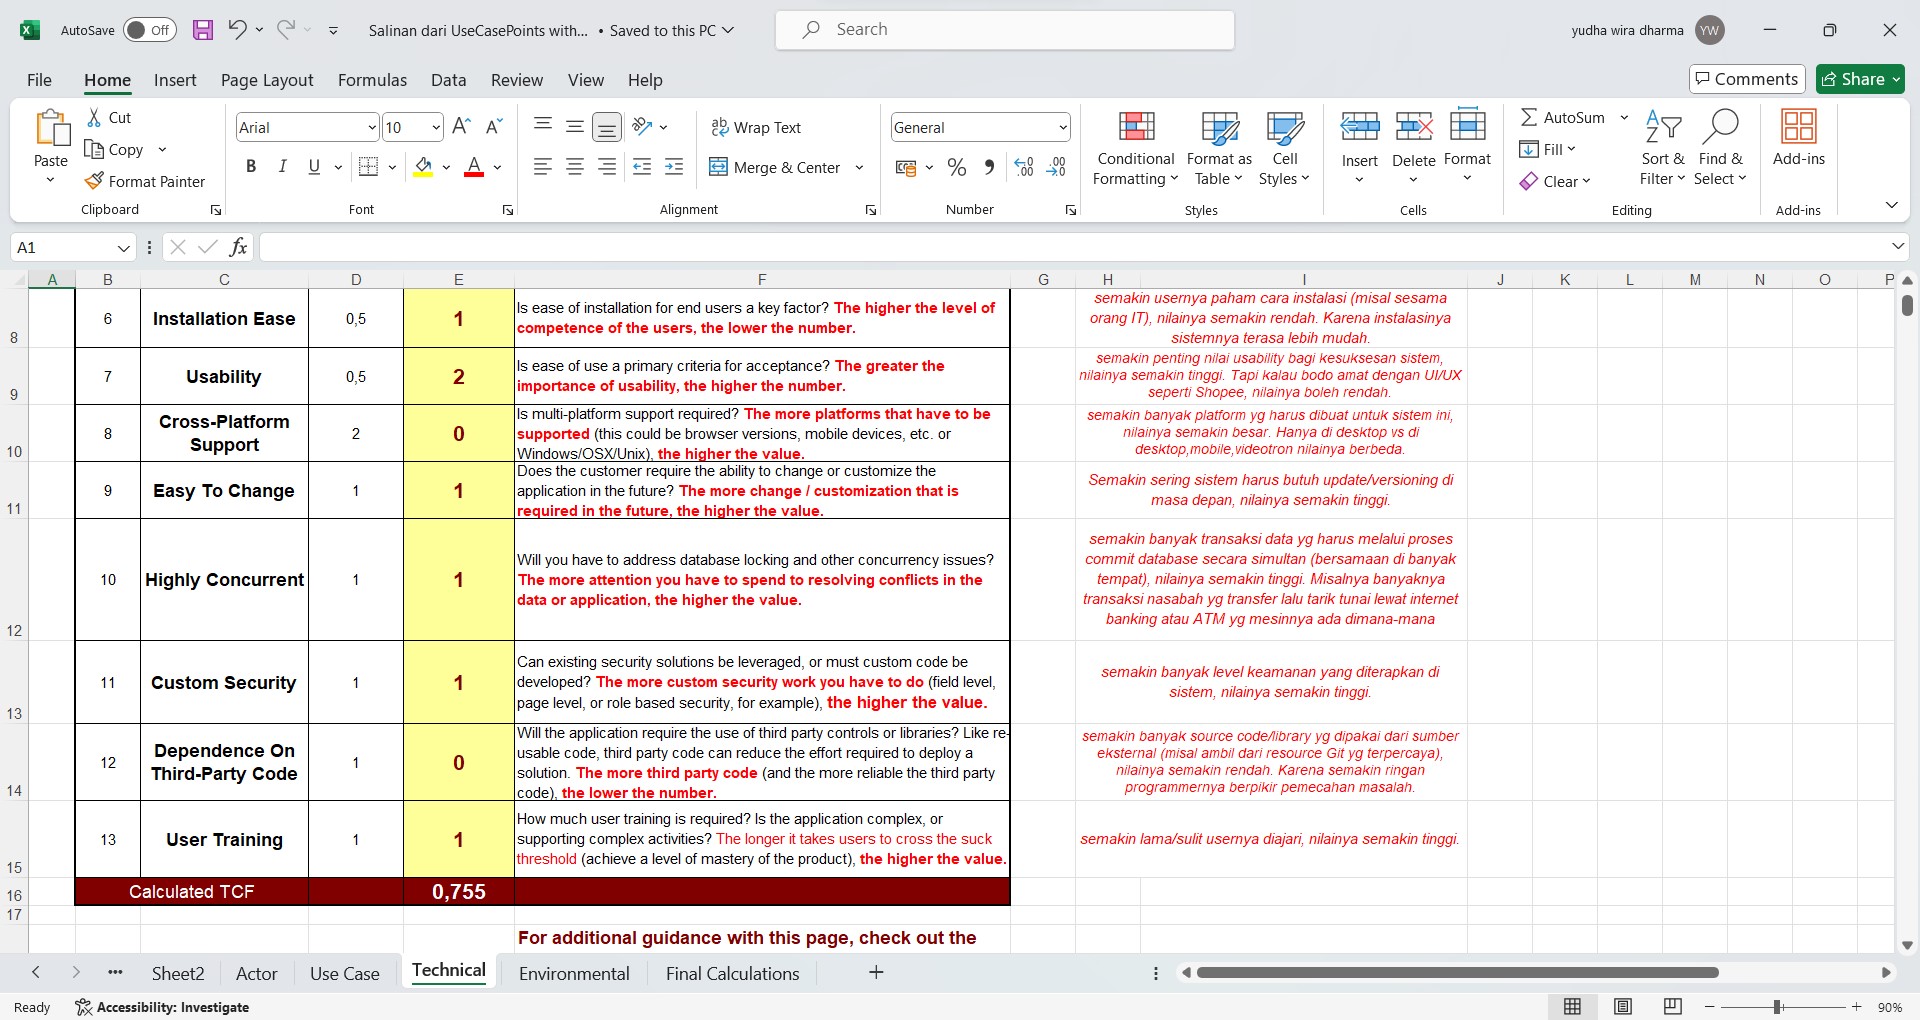 AutoSave Off
Salinan dari UseCasePoints with... • Saved to this PC
Search
yudha wira dharma YW
File Home Insert Page Layout Formulas Data Review View Help
Comments Share
Paste
Cut
Copy
Format Painter
Clipboard
Arial 10
B I U
Font
Wrap Text
Merge & Center
Alignment
General
Number
Conditional Formatting
Format as Table
Cell Styles
Styles
Insert
Delete
Format
Cells
AutoSum
Fill
Clear
Sort & Filter
Find & Select
Editing
Add-ins
Add-ins
A1 fx
A B C D E F G H I J K L M N O P
8
6
Installation Ease
0,5
1
Is ease of installation for end users a key factor? The higher the level of
competence of the users, the lower the number.
semakin usernya paham cara instalasi (misal sesama
orang IT), nilainya semakin rendah. Karena instalasinya
sistemnya terasa lebih mudah.
9
7
Usability
0,5
2
Is ease of use a primary criteria for acceptance? The greater the
importance of usability, the higher the number.
semakin penting nilai usability bagi kesuksesan sistem,
nilainya semakin tinggi. Tapi kalau bodo amat dengan UI/UX
seperti Shopee, nilainya boleh rendah.
10
8
Cross-Platform
Support
2
0
Is multi-platform support required? The more platforms that have to be
supported (this could be browser versions, mobile devices, etc. or
Windows/OSX/Unix), the higher the value.
semakin banyak platform yg harus dibuat untuk sistem ini,
nilainya semakin besar. Hanya di desktop vs di
desktop,mobile,videotron nilainya berbeda.
11
9
Easy To Change
1
1
Does the customer require the ability to change or customize the
application in the future? The more change / customization that is
required in the future, the higher the value.
Semakin sering sistem harus butuh update/versioning di
masa depan, nilainya semakin tinggi.
12
10
Highly Concurrent
1
1
Will you have to address database locking and other concurrency issues?
The more attention you have to spend to resolving conflicts in the
data or application, the higher the value.
semakin banyak transaksi data yg harus melalui proses
commit database secara simultan (bersamaan di banyak
tempat), nilainya semakin tinggi. Misalnya banyaknya
transaksi nasabah yg transfer lalu tarik tunai lewat internet
banking atau ATM yg mesinnya ada dimana-mana
13
11
Custom Security
1
1
Can existing security solutions be leveraged, or must custom code be
developed? The more custom security work you have to do (field level,
page level, or role based security, for example), the higher the value.
semakin banyak level keamanan yang diterapkan di
sistem, nilainya semakin tinggi.
14
12
Dependence On
Third-Party Code
1
0
Will the application require the use of third party controls or libraries? Like re-
usable code, third party code can reduce the effort required to deploy a
solution. The more third party code (and the more reliable the third party
code), the lower the number.
semakin banyak source code/library yg dipakai dari sumber
eksternal (misal ambil dari resource Git yg terpercaya),
nilainya semakin rendah. Karena semakin ringan
programmernya berpikir pemecahan masalah.
15
13
User Training
1
1
How much user training is required? Is the application complex, or
supporting complex activities? The longer it takes users to cross the suck
threshold (achieve a level of mastery of the product), the higher the value.
semakin lama/sulit usernya diajari, nilainya semakin tinggi.
16
Calculated TCF
0,755
17
For additional guidance with this page, check out the
Sheet2 Actor Use Case Technical Environmental Final Calculations
Ready Accessibility: Investigate
90%